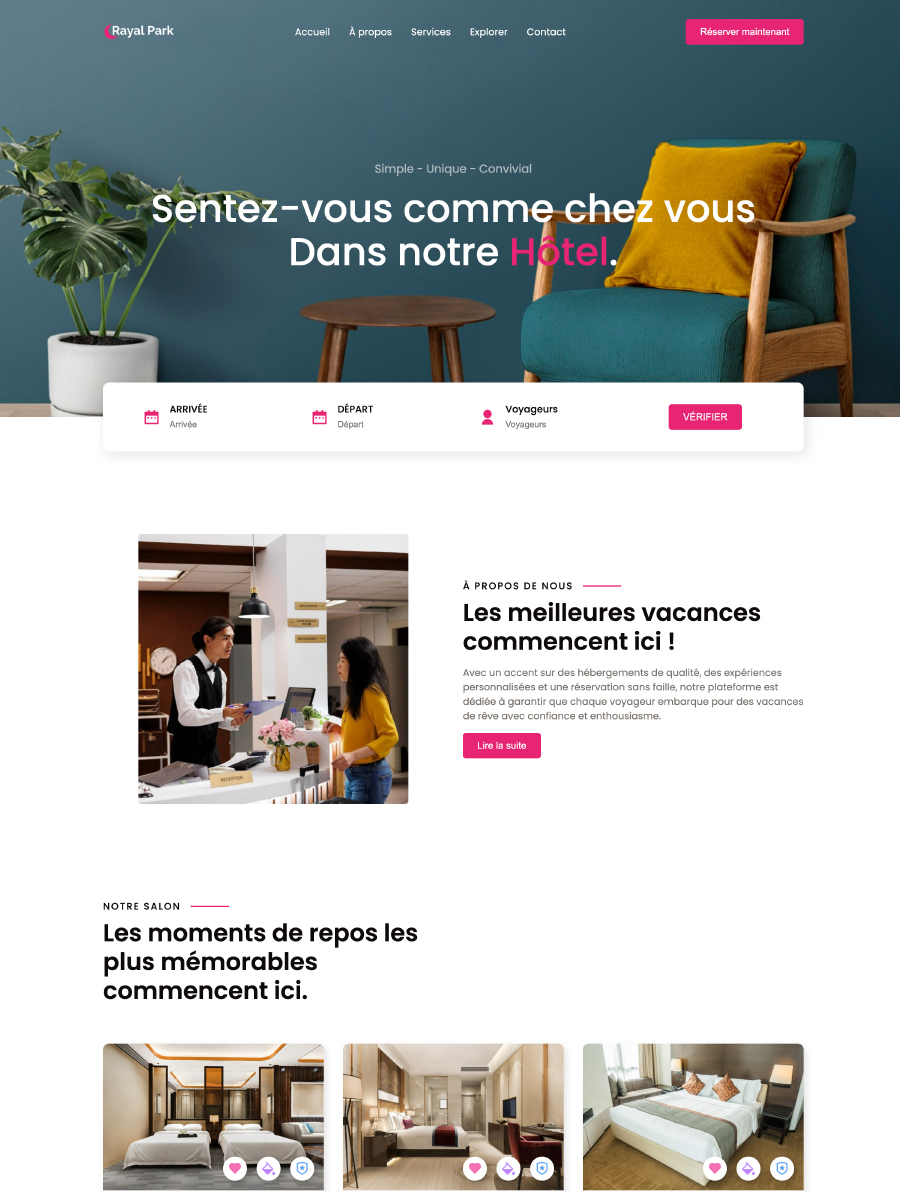 Rayal Park
Accueil À propos Services Explorer Contact
Réserver maintenant
Simple - Unique - Convivial
Sentez-vous comme chez vous
Dans notre Hôtel.
ARRIVÉE
Arrivée
DÉPART
Départ
Voyageurs
Voyageurs
VÉRIFIER
RECEPTION
À PROPOS DE NOUS
Les meilleures vacances
commencent ici !
Avec un accent sur des hébergements de qualité, des expériences
personnalisées et une réservation sans faille, notre plateforme est
dédiée à garantir que chaque voyageur embarque pour des vacances
de rêve avec confiance et enthousiasme.
Lire la suite
NOTRE SALON
Les moments de repos les
plus mémorables
commencent ici.